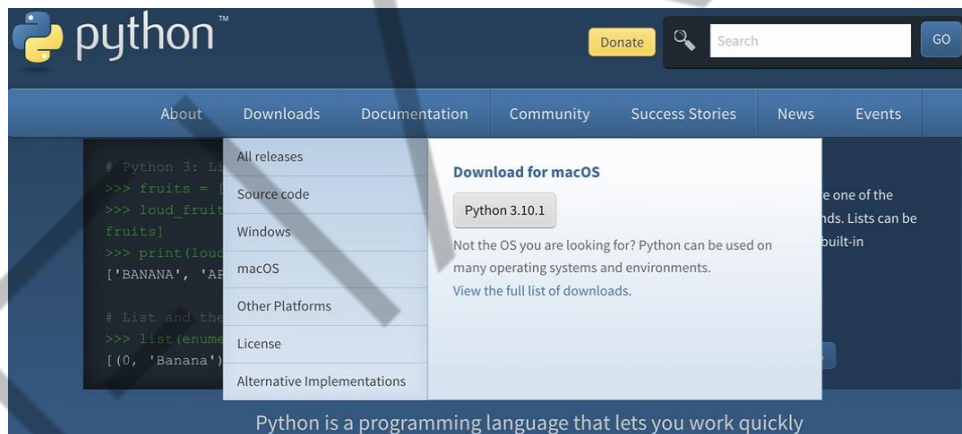 python™
Donate
Search
GO
About
Downloads
Documentation
Community
Success Stories
News
Events
# Python 3: Li
>>> fruits = [
>>> loud_fruit
fruits]
>>> print(loud
['BANANA', 'AP
# List and the
>>> list(enume
[(0, 'Banana')
All releases
Source code
Windows
macOS
Other Platforms
License
Alternative Implementations
Download for macOS
Python 3.10.1
Not the OS you are looking for? Python can be used on
many operating systems and environments.
View the full list of downloads.
e one of the
nds. Lists can be
built-in
Python is a programming language that lets you work quickly